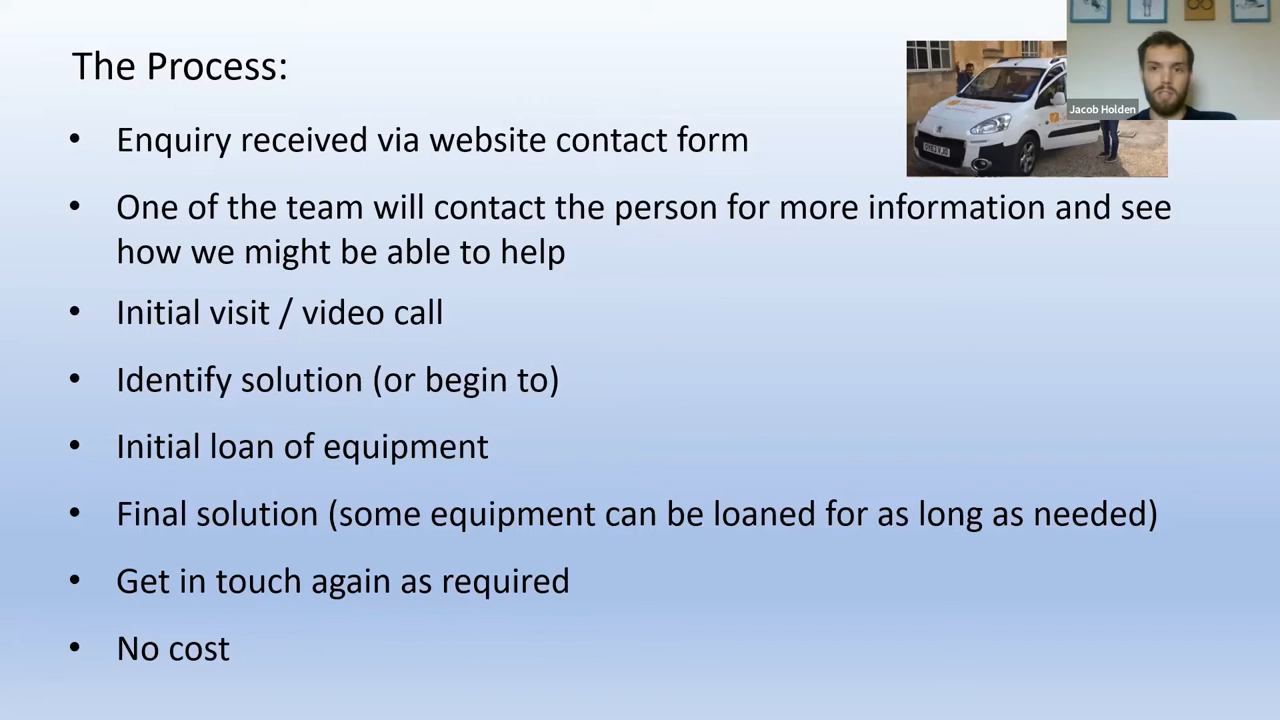 The Process:
• Enquiry received via website contact form
• One of the team will contact the person for more information and see
how we might be able to help
• Initial visit / video call
• Identify solution (or begin to)
• Initial loan of equipment
• Final solution (some equipment can be loaned for as long as needed)
• Get in touch again as required
• No cost
Jacob Holden